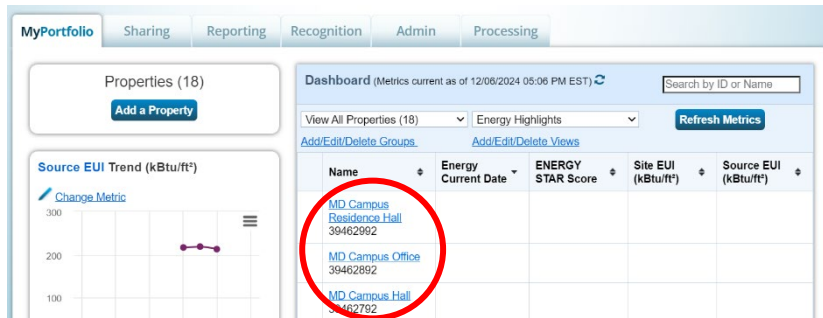 MyPortfolio Sharing Reporting Recognition Admin Processing
Properties (18)
Add a Property
Source EUI Trend (kBtu/ft²)
Change Metric
300
200
100
Dashboard (Metrics current as of 12/06/2024 05:06 PM EST)
Search by ID or Name
View All Properties (18) Energy Highlights Refresh Metrics
Add/Edit/Delete Groups Add/Edit/Delete Views
Name Energy Current Date ENERGY STAR Score Site EUI (kBtu/ft²) Source EUI (kBtu/ft²)
MD Campus
Residence Hall
39462992
MD Campus Office
39462892
MD Campus Hall
39462792